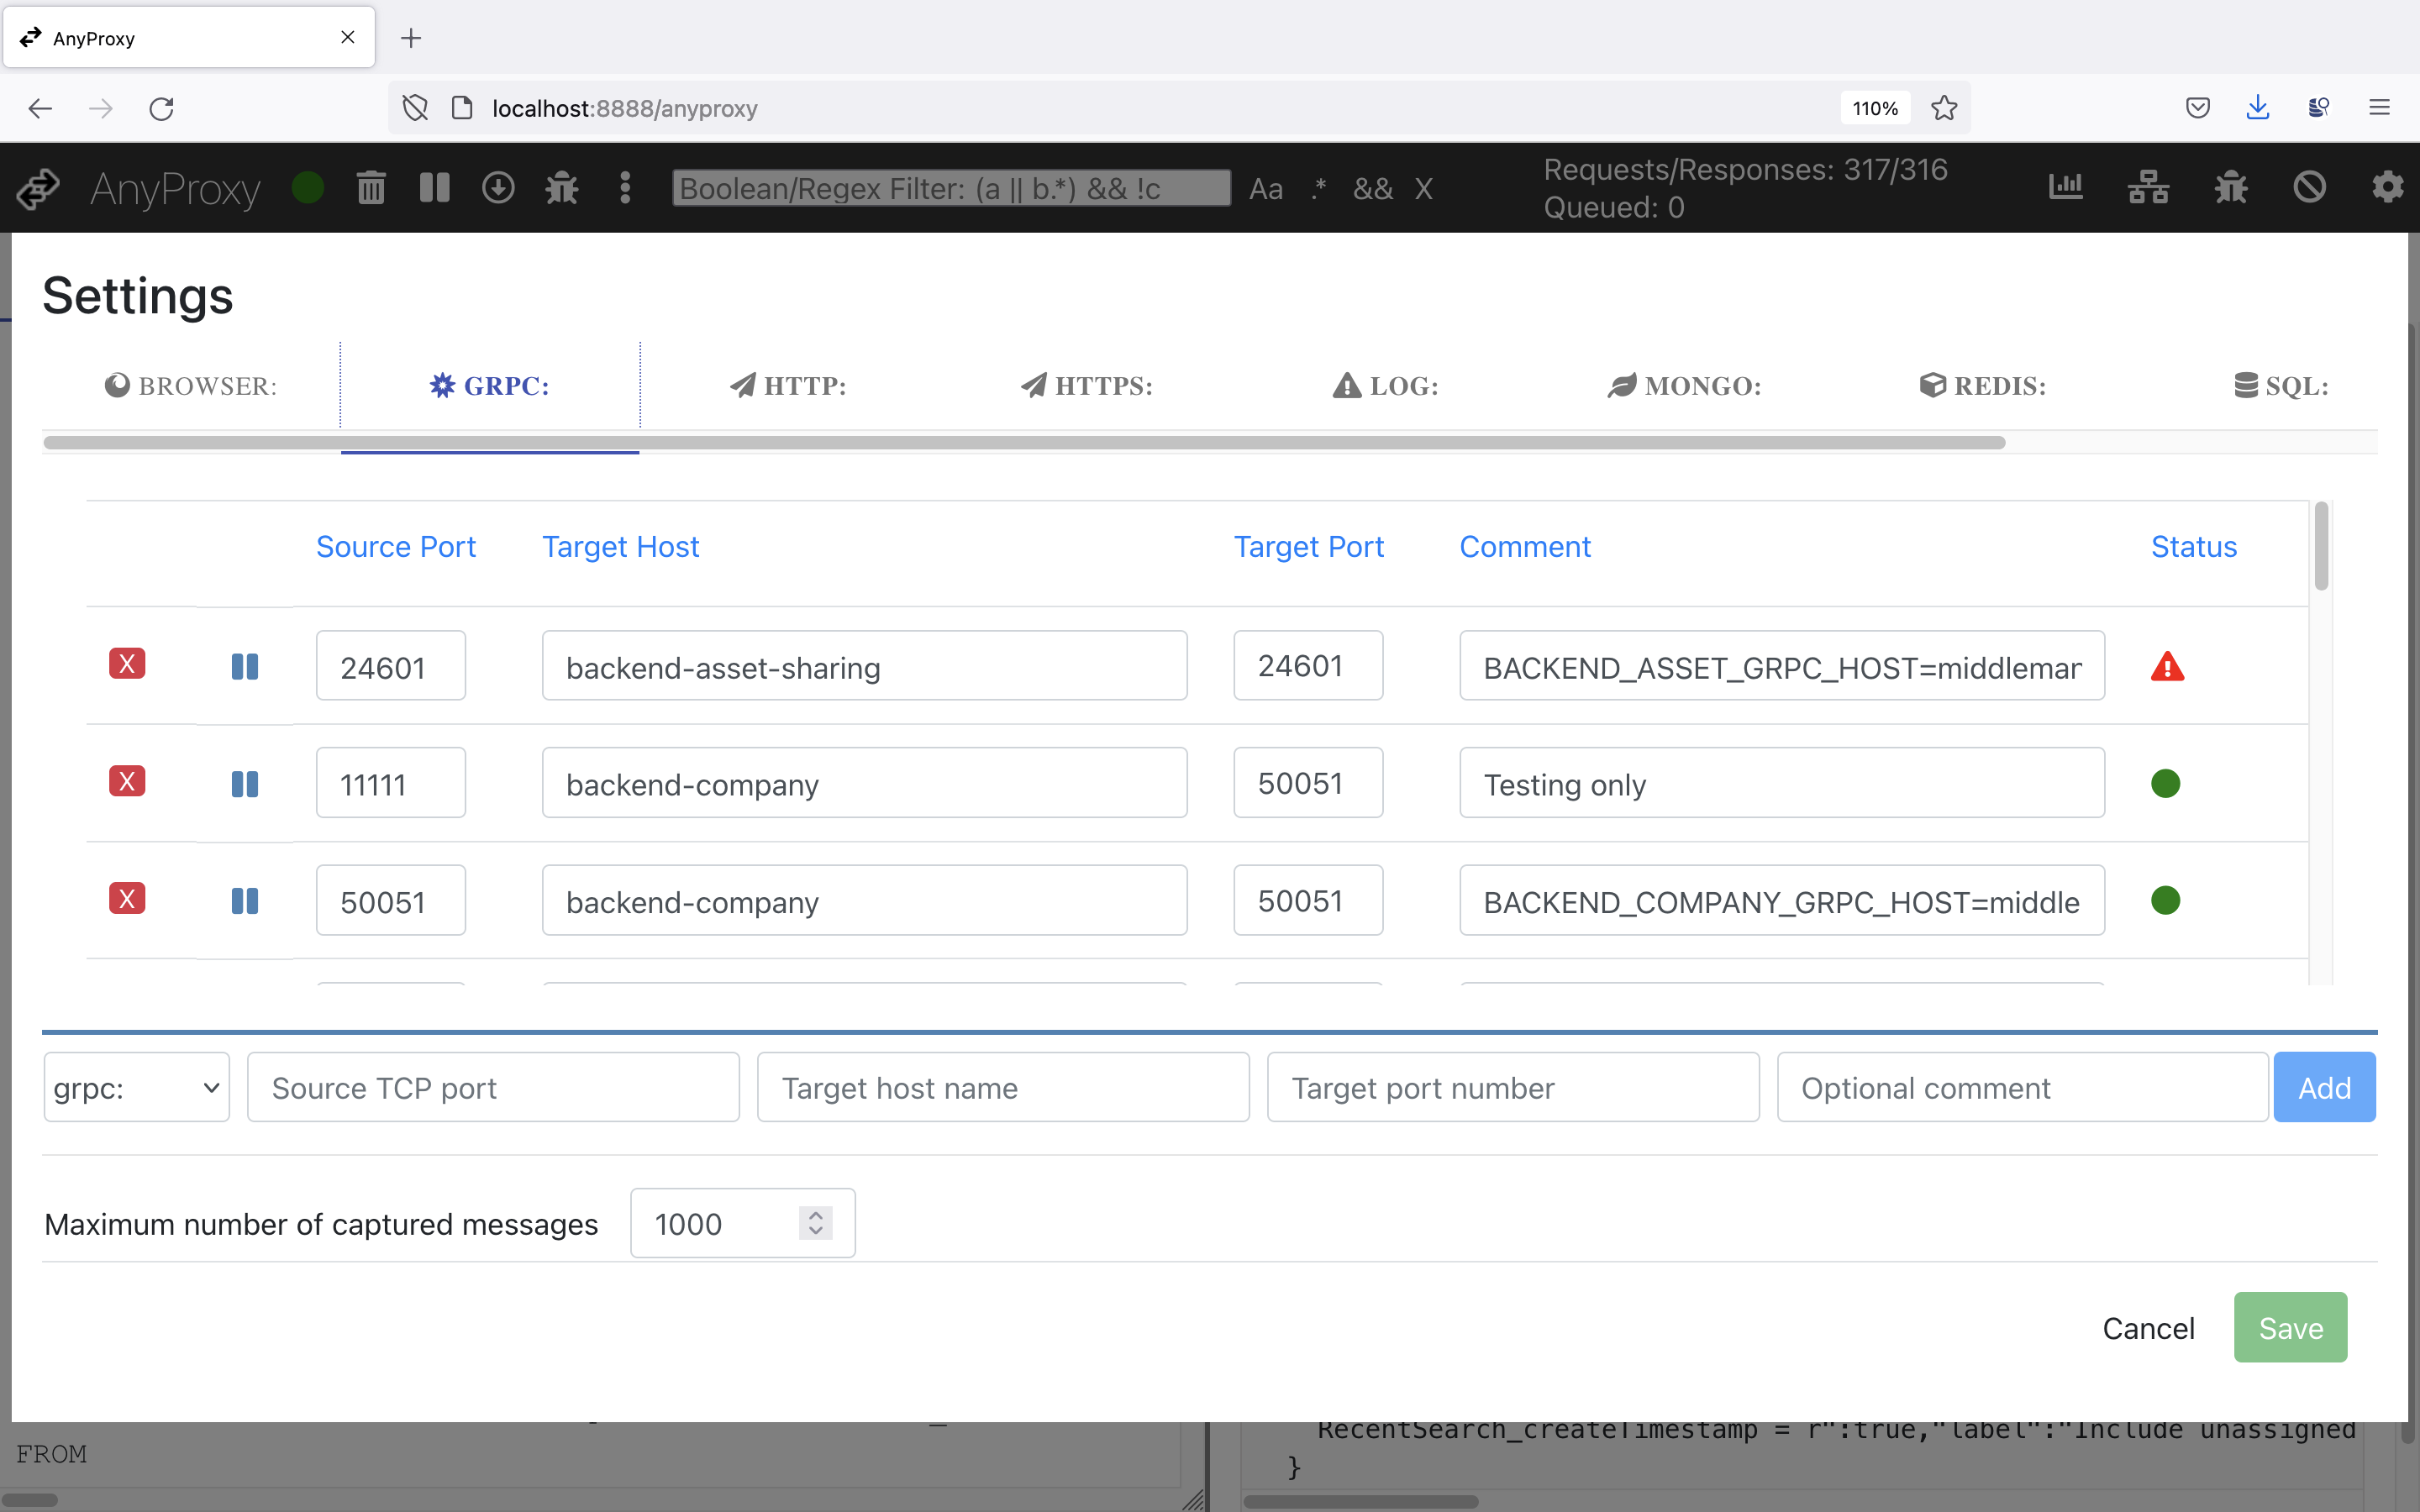 AnyProxy
localhost:8888/anyproxy
110%
AnyProxy
Boolean/Regex Filter: (a || b.*) && !c
Aa .* && X
Requests/Responses: 317/316
Queued: 0
Settings
BROWSER: GRPC: HTTP: HTTPS: LOG: MONGO: REDIS: SQL:
Source Port Target Host Target Port Comment Status
X 24601 backend-asset-sharing 24601 BACKEND_ASSET_GRPC_HOST=middlemar
X 11111 backend-company 50051 Testing only
X 50051 backend-company 50051 BACKEND_COMPANY_GRPC_HOST=middle
grpc: Source TCP port Target host name Target port number Optional comment Add
Maximum number of captured messages 1000
Cancel Save
RecentSearch_createTimestamp = r":true,"label":"Include unassigned
FROM
}